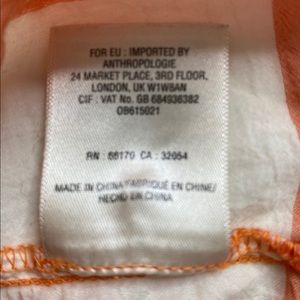 FOR EU : IMPORTED BY
ANTHROPOLOGIE
24 MARKET PLACE, 3RD FLOOR,
LONDON, UK W1W8AN
CIF : VAT No. GB 684936382
OB615021
RN : 66170 CA : 32054
MADE IN CHINA/FABRIQUÉ EN CHINE/
HECHO EN CHINA